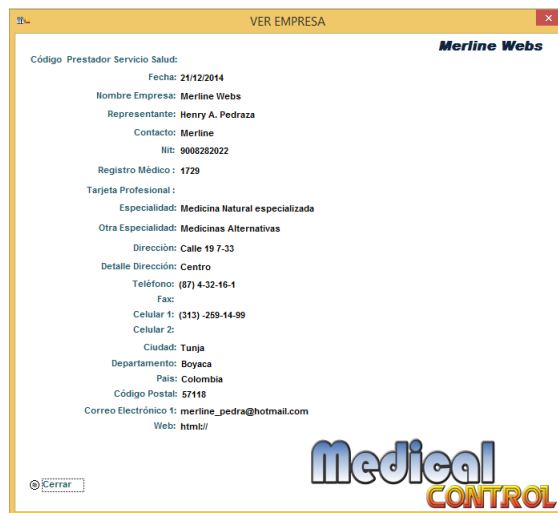 VER EMPRESA
Merline Webs
Código Prestador Servicio Salud:
Fecha: 21/12/2014
Nombre Empresa: Merline Webs
Representante: Henry A. Pedraza
Contacto: Merline
Nit: 9008282022
Registro Mèdico : 1729
Tarjeta Profesional :
Especialidad: Medicina Natural especializada
Otra Especialidad: Medicinas Alternativas
Direcciòn: Calle 19 7-33
Detalle Dirección: Centro
Teléfono: (87) 4-32-16-1
Fax:
Celular 1: (313) -259-14-99
Celular 2:
Ciudad: Tunja
Departamento: Boyaca
Pais: Colombia
Código Postal: 57118
Correo Electrónico 1: merline_pedra@hotmail.com
Web: html://
Medical
CONTROL
Cerrar